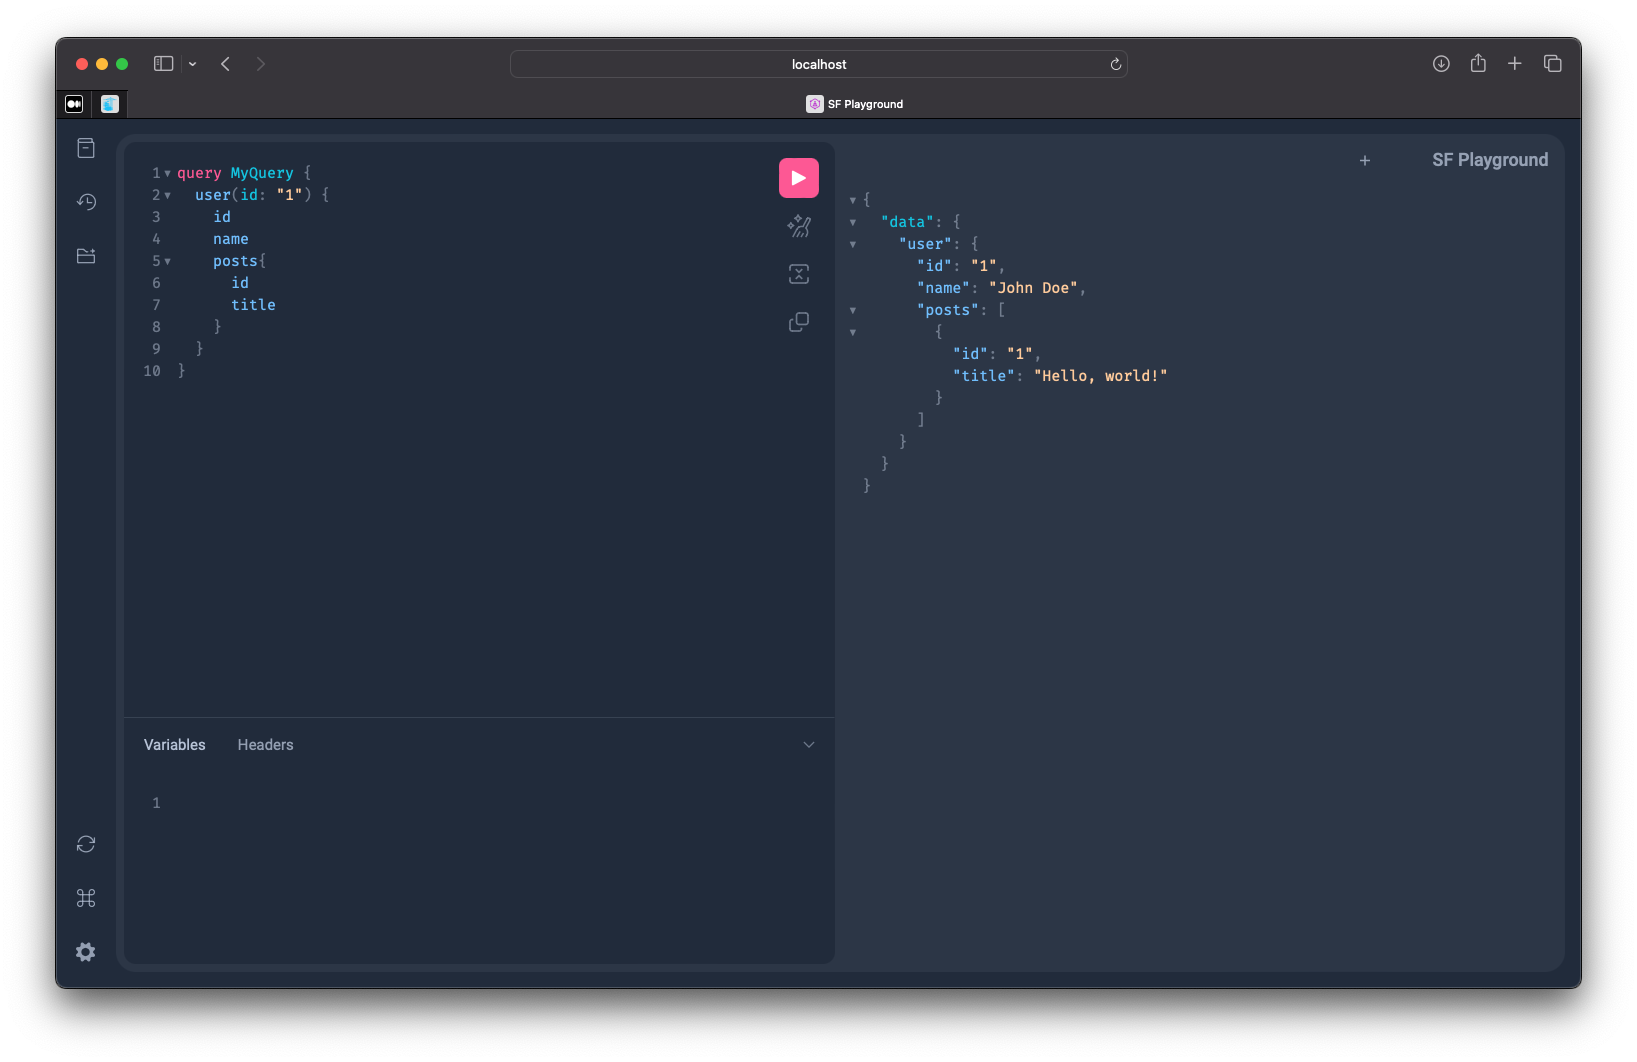 localhost
SF Playground
1 query MyQuery {
2 user(id: "1") {
3 id
4 name
5 posts{
6 id
7 title
8 }
9 }
10 }
Variables Headers
1
+ SF Playground
{
"data": {
"user": {
"id": "1",
"name": "John Doe",
"posts": [
{
"id": "1",
"title": "Hello, world!"
}
]
}
}
}